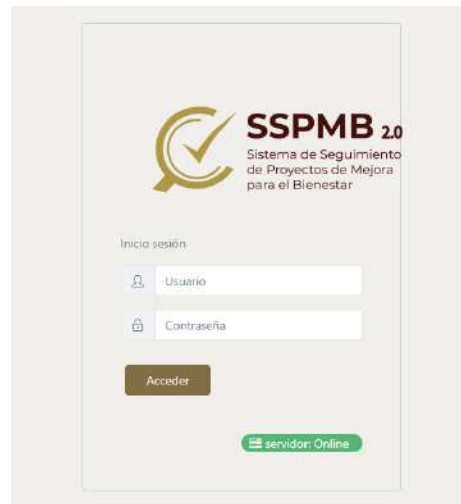 SSPMB 2.0
Sistema de Seguimiento
de Proyectos de Mejora
para el Bienestar
Inicio sesión
Usuario
Contraseña
Acceder
servidor: Online